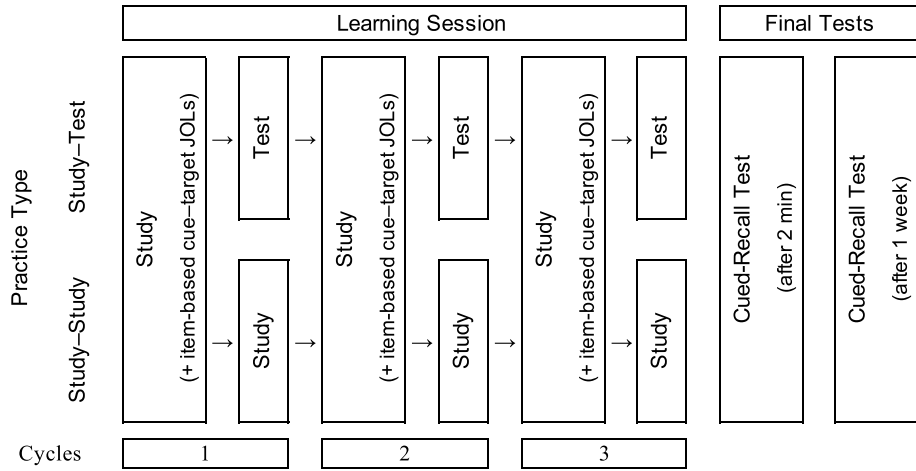 Learning Session
Final Tests
Practice Type
Study–Test
Study–Study
Study
(+ item-based cue–target JOLs)
→ Test →
→ Study →
Study
(+ item-based cue–target JOLs)
→ Test →
→ Study →
Study
(+ item-based cue–target JOLs)
→ Test
→ Study
Cued-Recall Test
(after 2 min)
Cued-Recall Test
(after 1 week)
Cycles
1
2
3